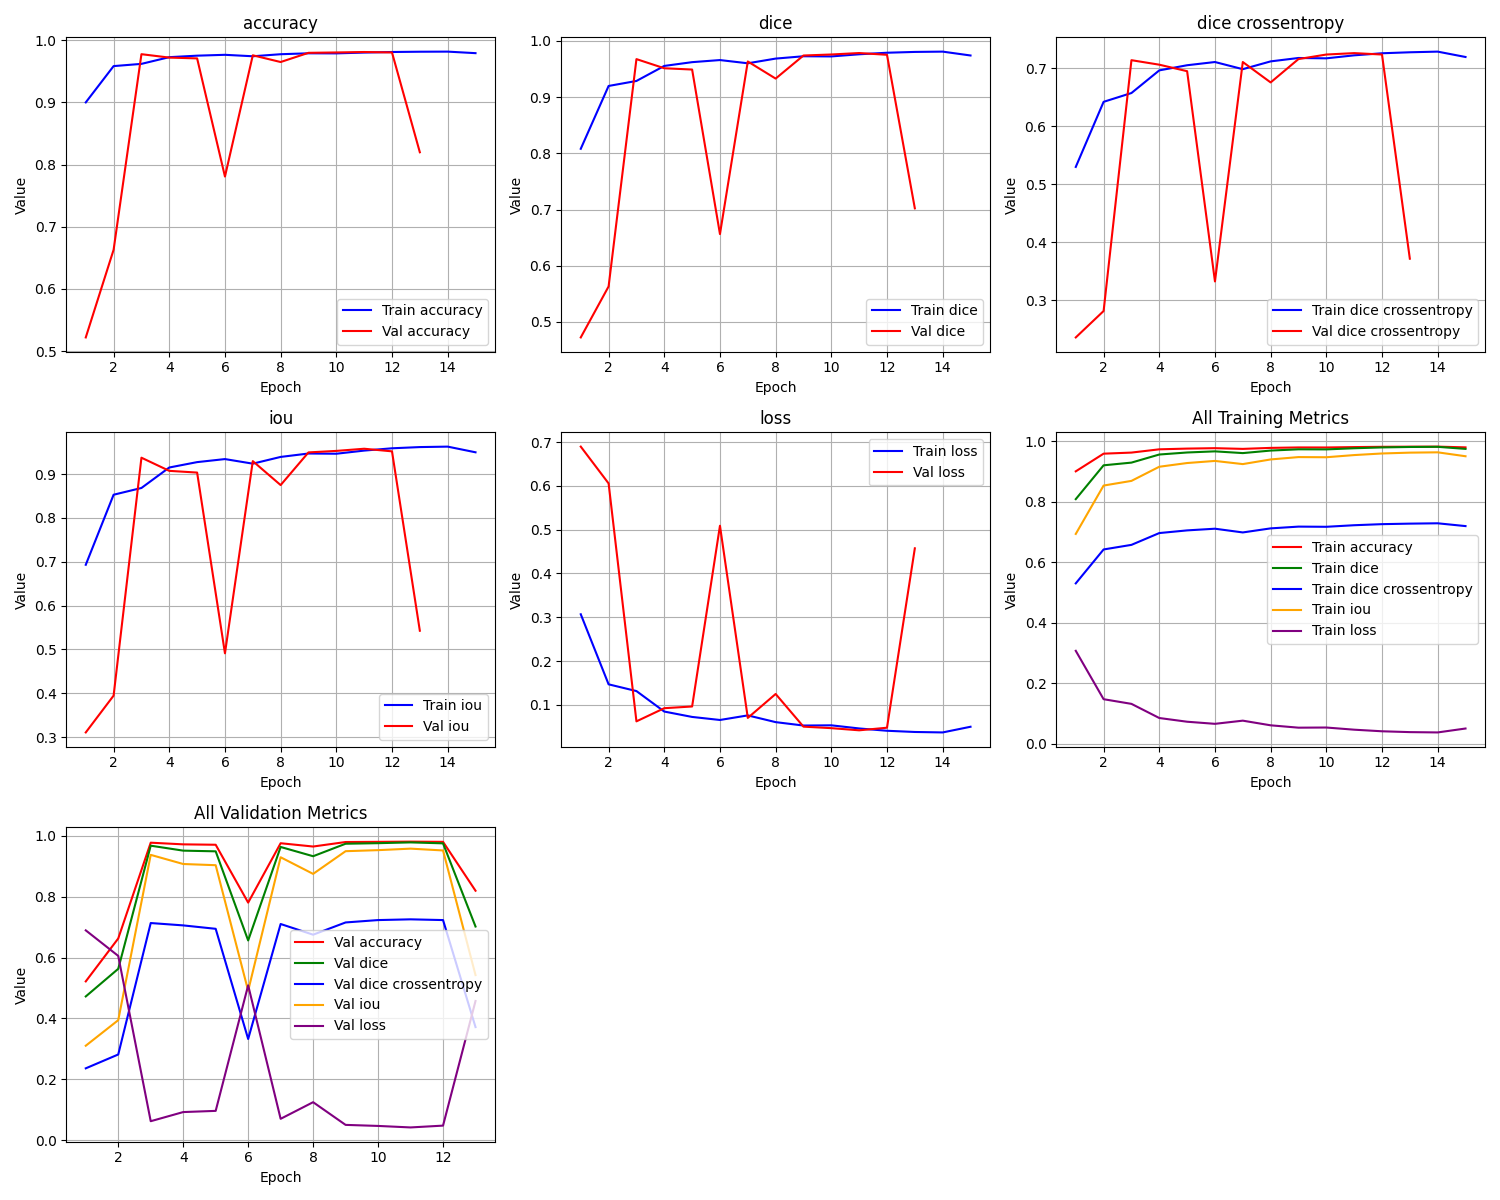 accuracy
1.0
0.9
0.8
0.7
0.6
0.5
Value
2 4 6 8 10 12 14
Epoch
Train accuracy
Val accuracy
dice
1.0
0.9
0.8
0.7
0.6
0.5
Value
2 4 6 8 10 12 14
Epoch
Train dice
Val dice
dice crossentropy
0.7
0.6
0.5
0.4
0.3
Value
2 4 6 8 10 12 14
Epoch
Train dice crossentropy
Val dice crossentropy
iou
0.9
0.8
0.7
0.6
0.5
0.4
0.3
Value
2 4 6 8 10 12 14
Epoch
Train iou
Val iou
loss
0.7
0.6
0.5
0.4
0.3
0.2
0.1
Value
2 4 6 8 10 12 14
Epoch
Train loss
Val loss
All Training Metrics
1.0
0.8
0.6
0.4
0.2
0.0
Value
2 4 6 8 10 12 14
Epoch
Train accuracy
Train dice
Train dice crossentropy
Train iou
Train loss
All Validation Metrics
1.0
0.8
0.6
0.4
0.2
0.0
Value
2 4 6 8 10 12
Epoch
Val accuracy
Val dice
Val dice crossentropy
Val iou
Val loss